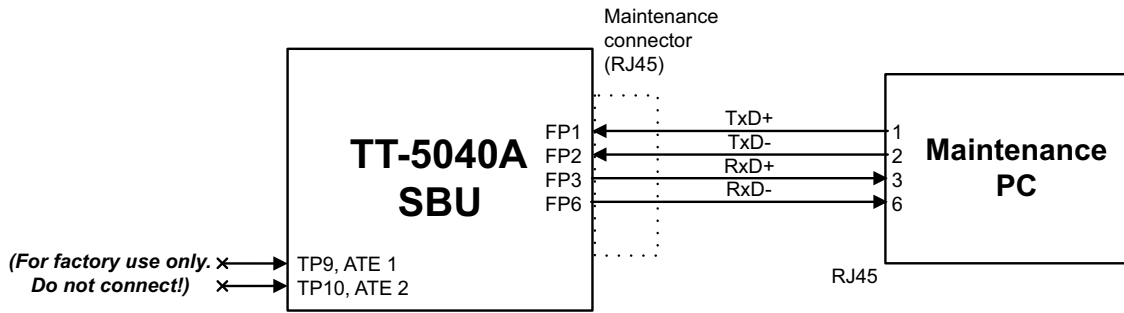 Maintenance
connector
(RJ45)
TT-5040A
SBU
FP1
FP2
FP3
FP6
TxD+
TxD-
RxD+
RxD-
1
2
3
6
Maintenance
PC
RJ45
(For factory use only.
Do not connect!)
TP9, ATE 1
TP10, ATE 2